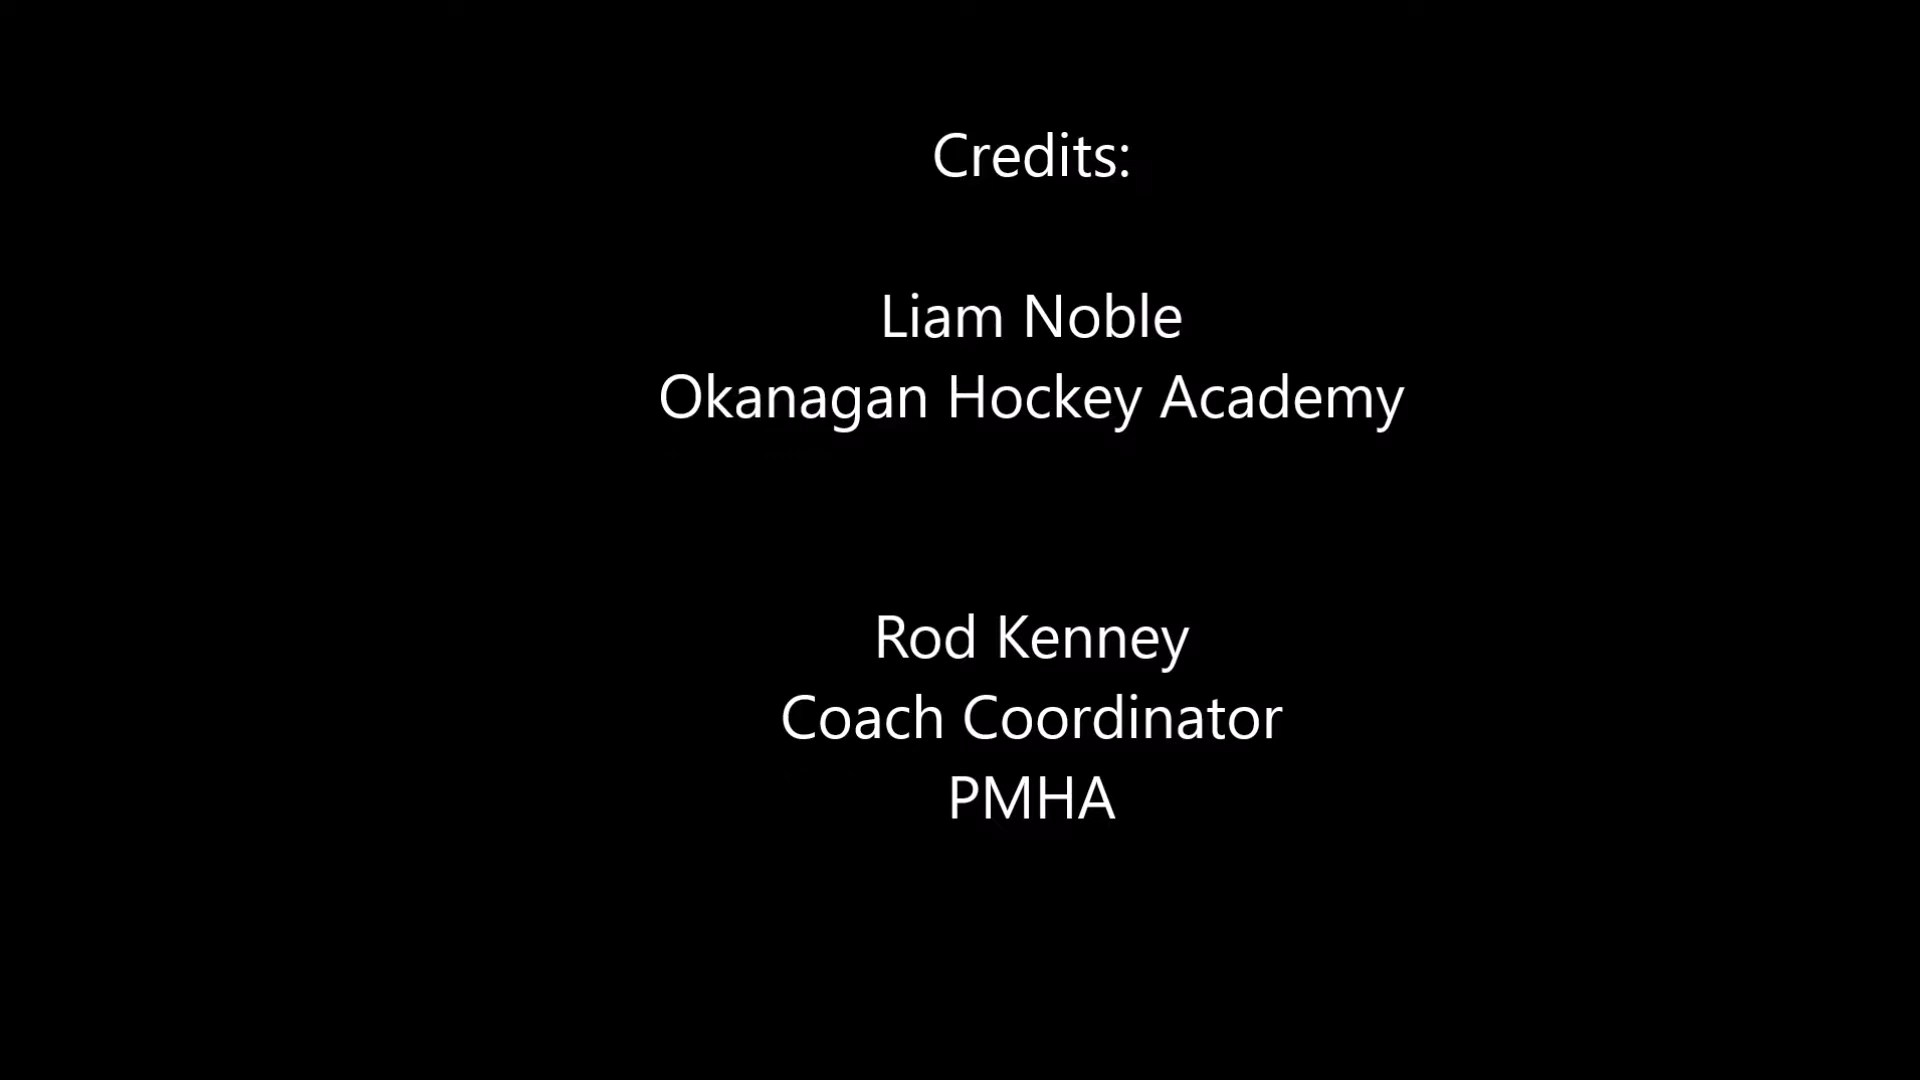 Credits:
Liam Noble
Okanagan Hockey Academy
Rod Kenney
Coach Coordinator
PMHA